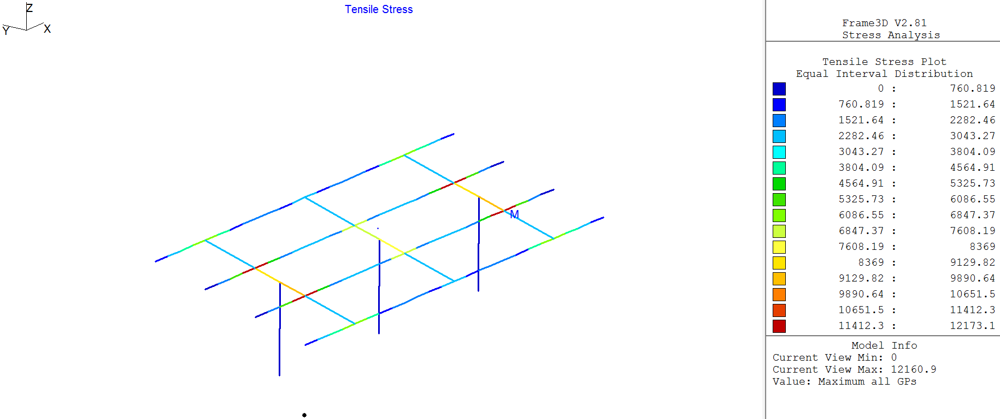 Z
Y
X
Tensile Stress
M
Frame3D V2.81
Stress Analysis
Tensile Stress Plot
Equal Interval Distribution
0 : 760.819
760.819 : 1521.64
1521.64 : 2282.46
2282.46 : 3043.27
3043.27 : 3804.09
3804.09 : 4564.91
4564.91 : 5325.73
5325.73 : 6086.55
6086.55 : 6847.37
6847.37 : 7608.19
7608.19 : 8369
8369 : 9129.82
9129.82 : 9890.64
9890.64 : 10651.5
10651.5 : 11412.3
11412.3 : 12173.1
Model Info
Current View Min: 0
Current View Max: 12160.9
Value: Maximum all GPs